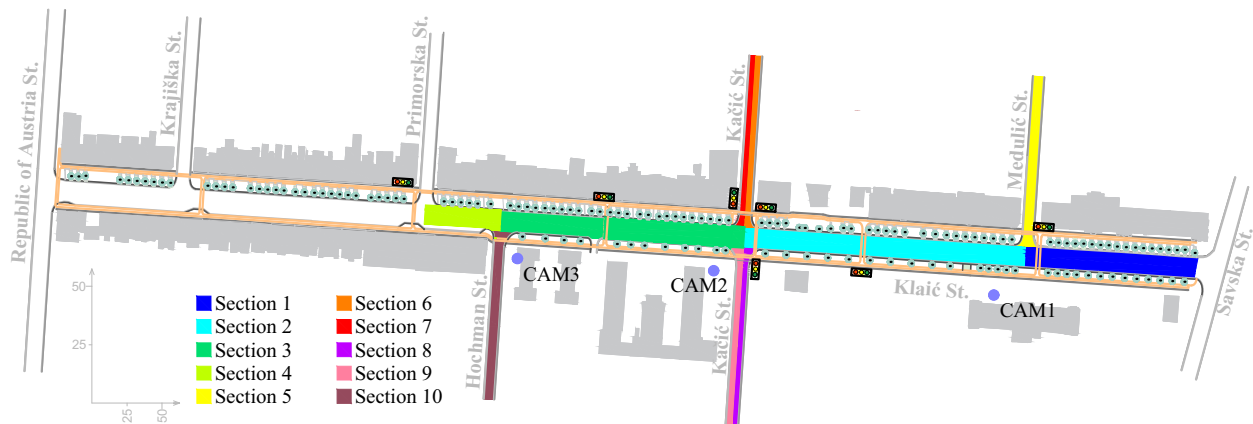 Republic of Austria St.
Krajiška St.
Primorska St.
Kačić St.
Medulić St.
Savska St.
CAM3
CAM2
CAM1
Klaić St.
Hochman St.
Kačić St.
50
25
25
50
Section 1
Section 2
Section 3
Section 4
Section 5
Section 6
Section 7
Section 8
Section 9
Section 10